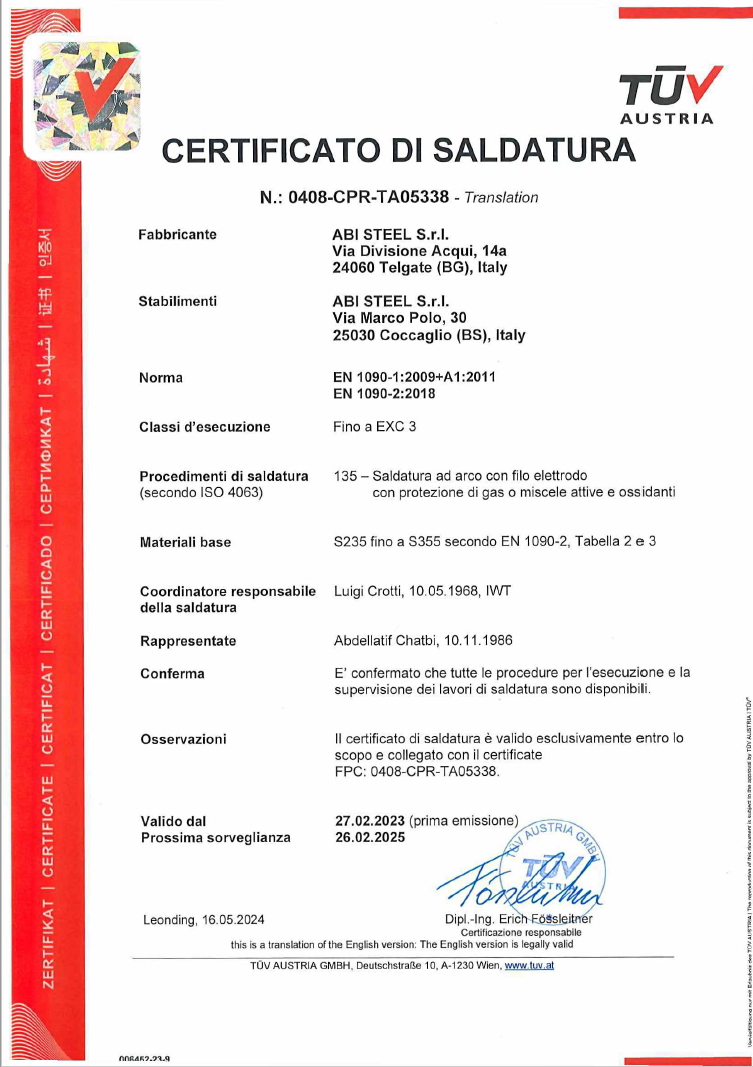 TÜV
AUSTRIA
CERTIFICATO DI SALDATURA
N.: 0408-CPR-TA05338 - Translation
Fabbricante
ABI STEEL S.r.l.
Via Divisione Acqui, 14a
24060 Telgate (BG), Italy
Stabilimenti
ABI STEEL S.r.l.
Via Marco Polo, 30
25030 Coccaglio (BS), Italy
Norma
EN 1090-1:2009+A1:2011
EN 1090-2:2018
Classi d'esecuzione
Fino a EXC 3
Procedimenti di saldatura
(secondo ISO 4063)
135 – Saldatura ad arco con filo elettrodo
con protezione di gas o miscele attive e ossidanti
Materiali base
S235 fino a S355 secondo EN 1090-2, Tabella 2 e 3
Coordinatore responsabile
della saldatura
Luigi Crotti, 10.05.1968, IWT
Rappresentate
Abdellatif Chatbi, 10.11.1986
Conferma
E' confermato che tutte le procedure per l'esecuzione e la
supervisione dei lavori di saldatura sono disponibili.
Osservazioni
Il certificato di saldatura è valido esclusivamente entro lo
scopo e collegato con il certificate
FPC: 0408-CPR-TA05338.
Valido dal
27.02.2023 (prima emissione)
Prossima sorveglianza
26.02.2025
TÜV AUSTRIA GMBH
TÜV
AUSTRIA
Leonding, 16.05.2024
Dipl.-Ing. Erich Fössleitner
Certificazione responsabile
this is a translation of the English version: The English version is legally valid
TÜV AUSTRIA GMBH, Deutschstraße 10, A-1230 Wien, www.tuv.at
006462-23-9
ZERTIFIKAT | CERTIFICATE | CERTIFICAT | CERTIFICADO | СЕРТИФИКАТ | شهادة | 证书 | 인증서
Vervielfältigung nur mit Erlaubnis des TÜV AUSTRIA | The reproduction of this document is subject to the approval by TÜV AUSTRIA | TÜV®